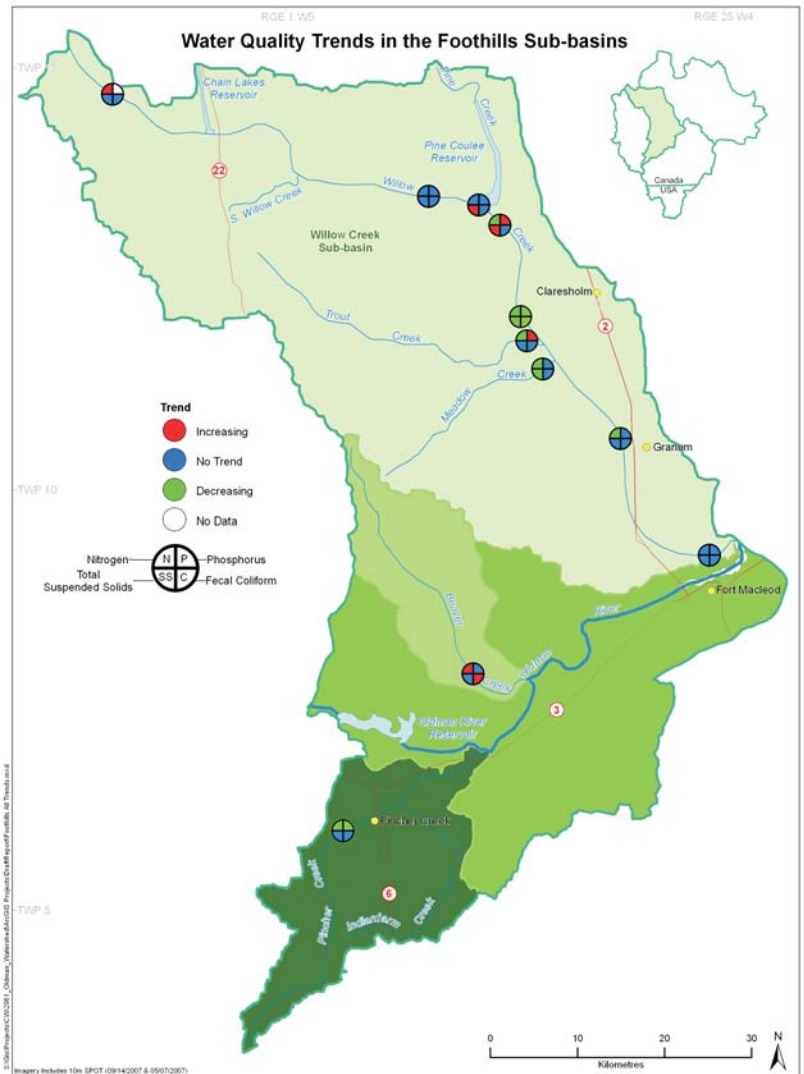 RGE 1 W5
RGE 25 W4
Water Quality Trends in the Foothills Sub-basins
TWP
Chain Lakes
Reservoir
Pine
Creek
Pine Coulee
Reservoir
Canada
USA
22
Willow
Creek
S. Willow Creek
Willow Creek
Sub-basin
Claresholm
2
Trout
Creek
Meadow
Creek
Granum
Trend
Increasing
No Trend
Decreasing
No Data
TWP 10
Nitrogen
N
P
Phosphorus
Total
Suspended Solids
SS
C
Fecal Coliform
Fort Macleod
Beaver
Creek
Oldman
River
3
Oldman River
Reservoir
Pincher Creek
6
TWP 5
Pincher
Creek
Indianfarm
Creek
0
10
20
30
Kilometres
N
Imagery Includes 10m SPOT (09/14/2007 & 05/07/2007)